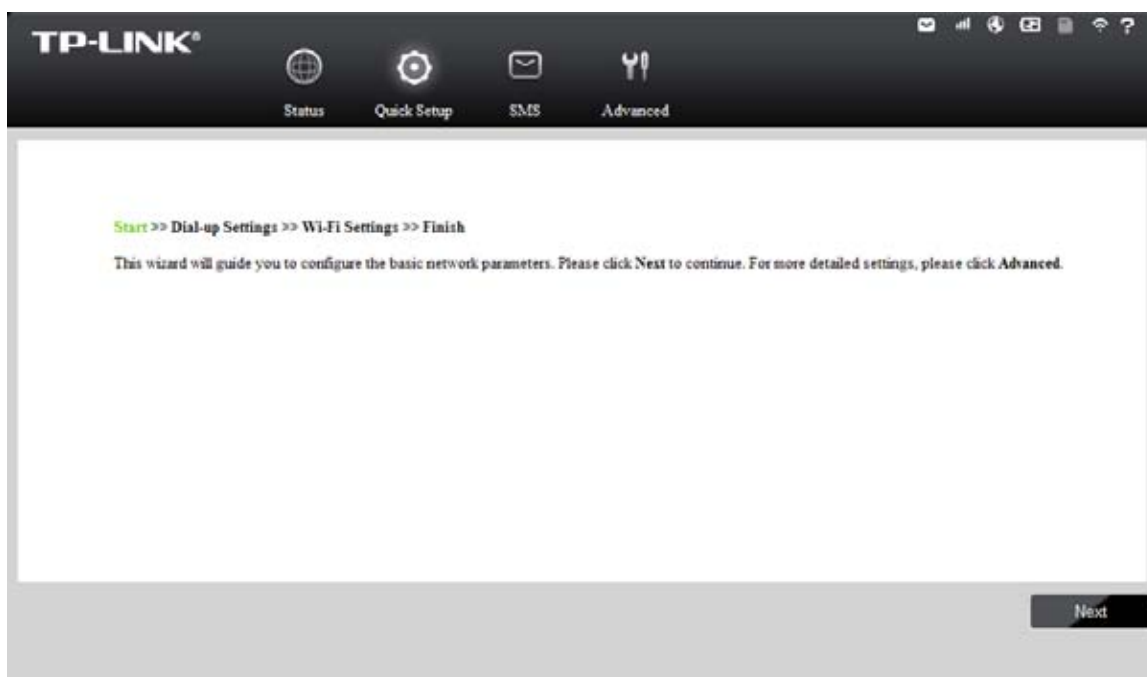 TP-LINK®
Status Quick Setup SMS Advanced
Start >> Dial-up Settings >> Wi-Fi Settings >> Finish
This wizard will guide you to configure the basic network parameters. Please click Next to continue. For more detailed settings, please click Advanced.
Next